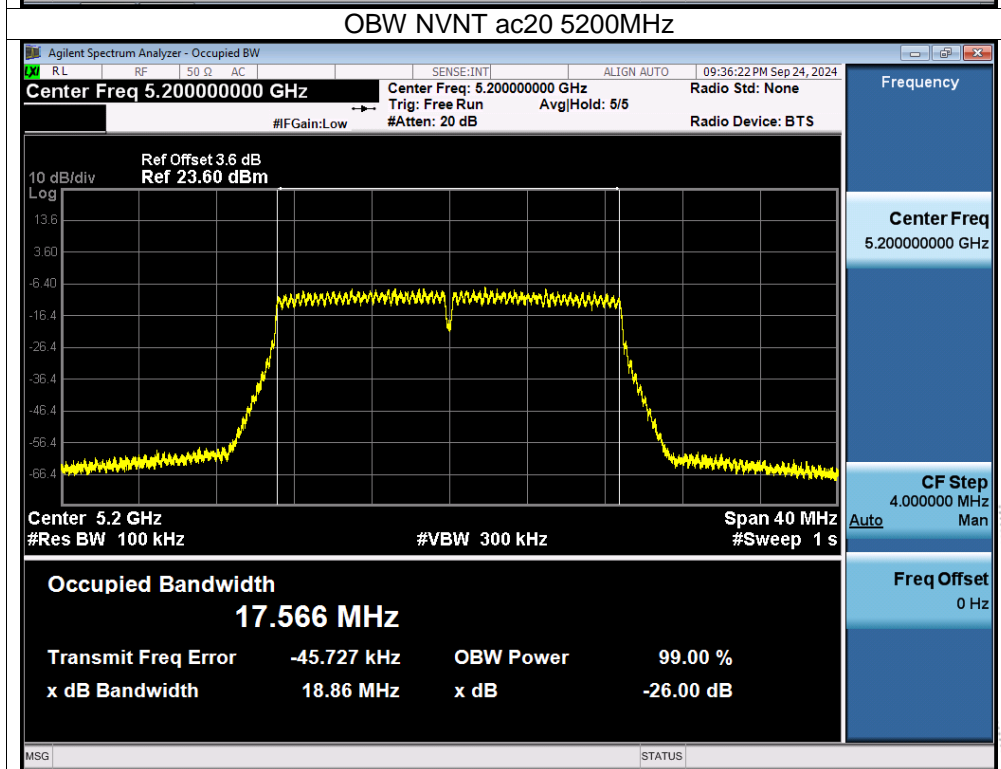 OBW NVNT ac20 5200MHz
Agilent Spectrum Analyzer - Occupied BW
LXI RL RF 50 Ω AC SENSE:INT ALIGN AUTO 09:36:22 PM Sep 24, 2024
Center Freq 5.200000000 GHz
Center Freq: 5.200000000 GHz
Radio Std: None
Trig: Free Run Avg|Hold: 5/5
#IFGain:Low
#Atten: 20 dB
Radio Device: BTS
Frequency
Ref Offset 3.6 dB
10 dB/div Ref 23.60 dBm
Log
13.6
3.60
-6.40
-16.4
-26.4
-36.4
-46.4
-56.4
-66.4
Center 5.2 GHz Span 40 MHz
#Res BW 100 kHz #VBW 300 kHz #Sweep 1 s
Center Freq
5.200000000 GHz
CF Step
4.000000 MHz
Auto Man
Freq Offset
0 Hz
Occupied Bandwidth
17.566 MHz
Transmit Freq Error -45.727 kHz OBW Power 99.00 %
x dB Bandwidth 18.86 MHz x dB -26.00 dB
MSG STATUS